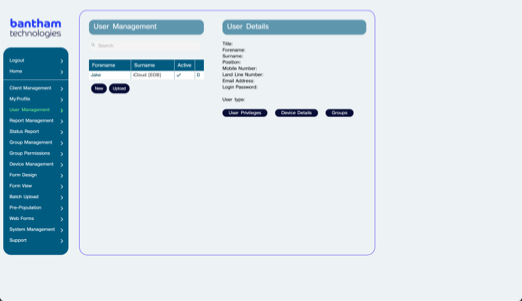 bantham
technologies
Logout
Home
Client Management
MyProfile
User Management
Report Management
Status Report
Group Management
Group Permissions
Device Management
Form Design
Form View
Batch Upload
Pre-Population
Web Forms
System Management
Support
User Management
Search
Forename Surname Active
Jake iCloud (EOB) D
New Upload
User Details
Title:
Forename:
Surname:
Position:
Mobile Number:
Land Line Number:
Email Address:
Login Password:
User type:
User Privileges Device Details Groups